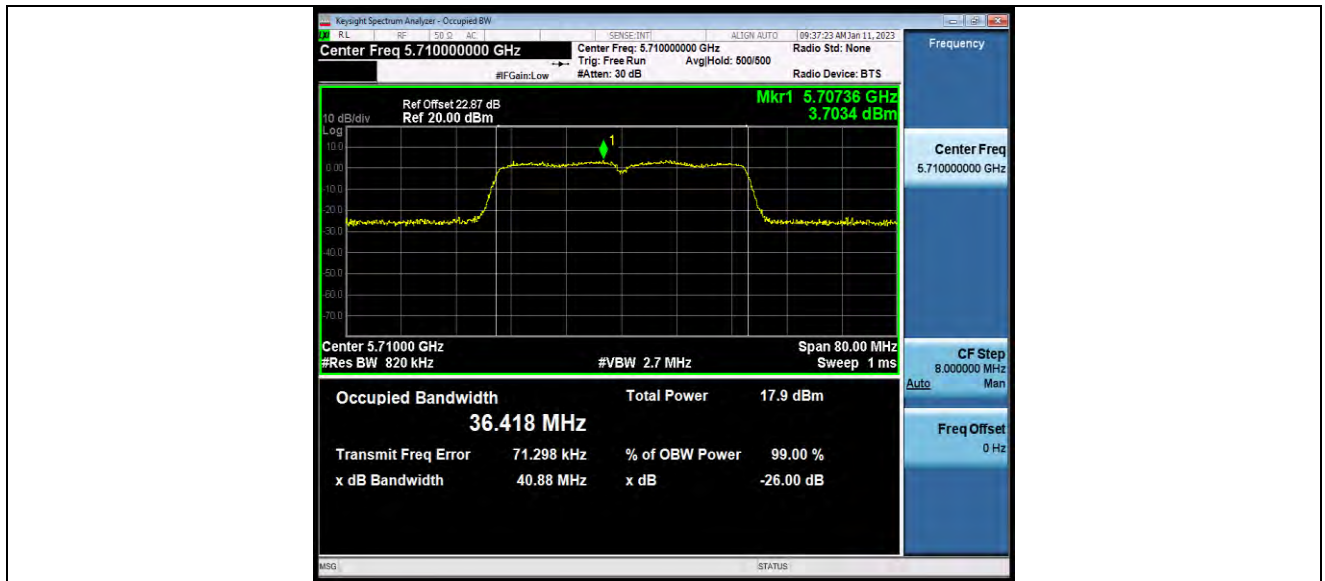 Keysight Spectrum Analyzer - Occupied BW
RL RF 50 Ω AC SENSE:INT ALIGN AUTO 09:37:23 AM Jan 11, 2023
Center Freq 5.710000000 GHz
Center Freq: 5.710000000 GHz
Radio Std: None
Trig: Free Run Avg|Hold: 500/500
#IFGain:Low
#Atten: 30 dB
Radio Device: BTS
Frequency
Mkr1 5.70736 GHz
3.7034 dBm
Ref Offset 22.87 dB
10 dB/div Ref 20.00 dBm
Log
10.0
0.00
-10.0
-20.0
-30.0
-40.0
-50.0
-60.0
-70.0
1
Center 5.71000 GHz
Span 80.00 MHz
#Res BW 820 kHz
#VBW 2.7 MHz
Sweep 1 ms
Center Freq
5.710000000 GHz
CF Step
8.000000 MHz
Auto Man
Freq Offset
0 Hz
Occupied Bandwidth
36.418 MHz
Total Power 17.9 dBm
Transmit Freq Error 71.298 kHz
% of OBW Power 99.00 %
x dB Bandwidth 40.88 MHz
x dB -26.00 dB
MSG
STATUS